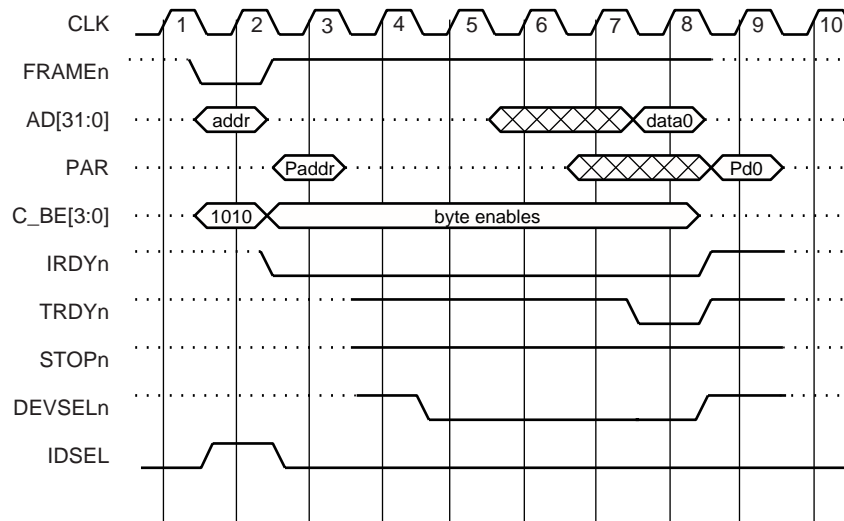 CLK 1 2 3 4 5 6 7 8 9 10
FRAMEn
AD[31:0] addr data0
PAR Paddr Pd0
C_BE[3:0] 1010 byte enables
IRDYn
TRDYn
STOPn
DEVSELn
IDSEL